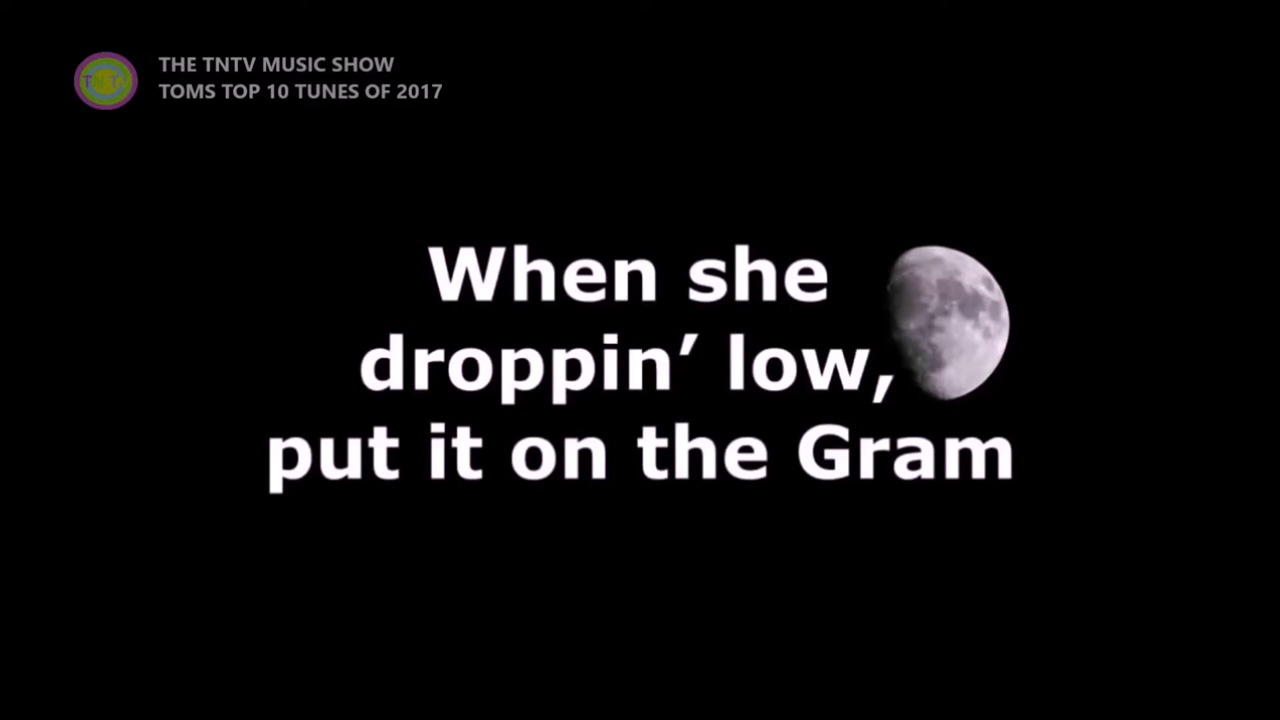 THE TNTV MUSIC SHOW
TOMS TOP 10 TUNES OF 2017
TNTV
When she
droppin’ low,
put it on the Gram